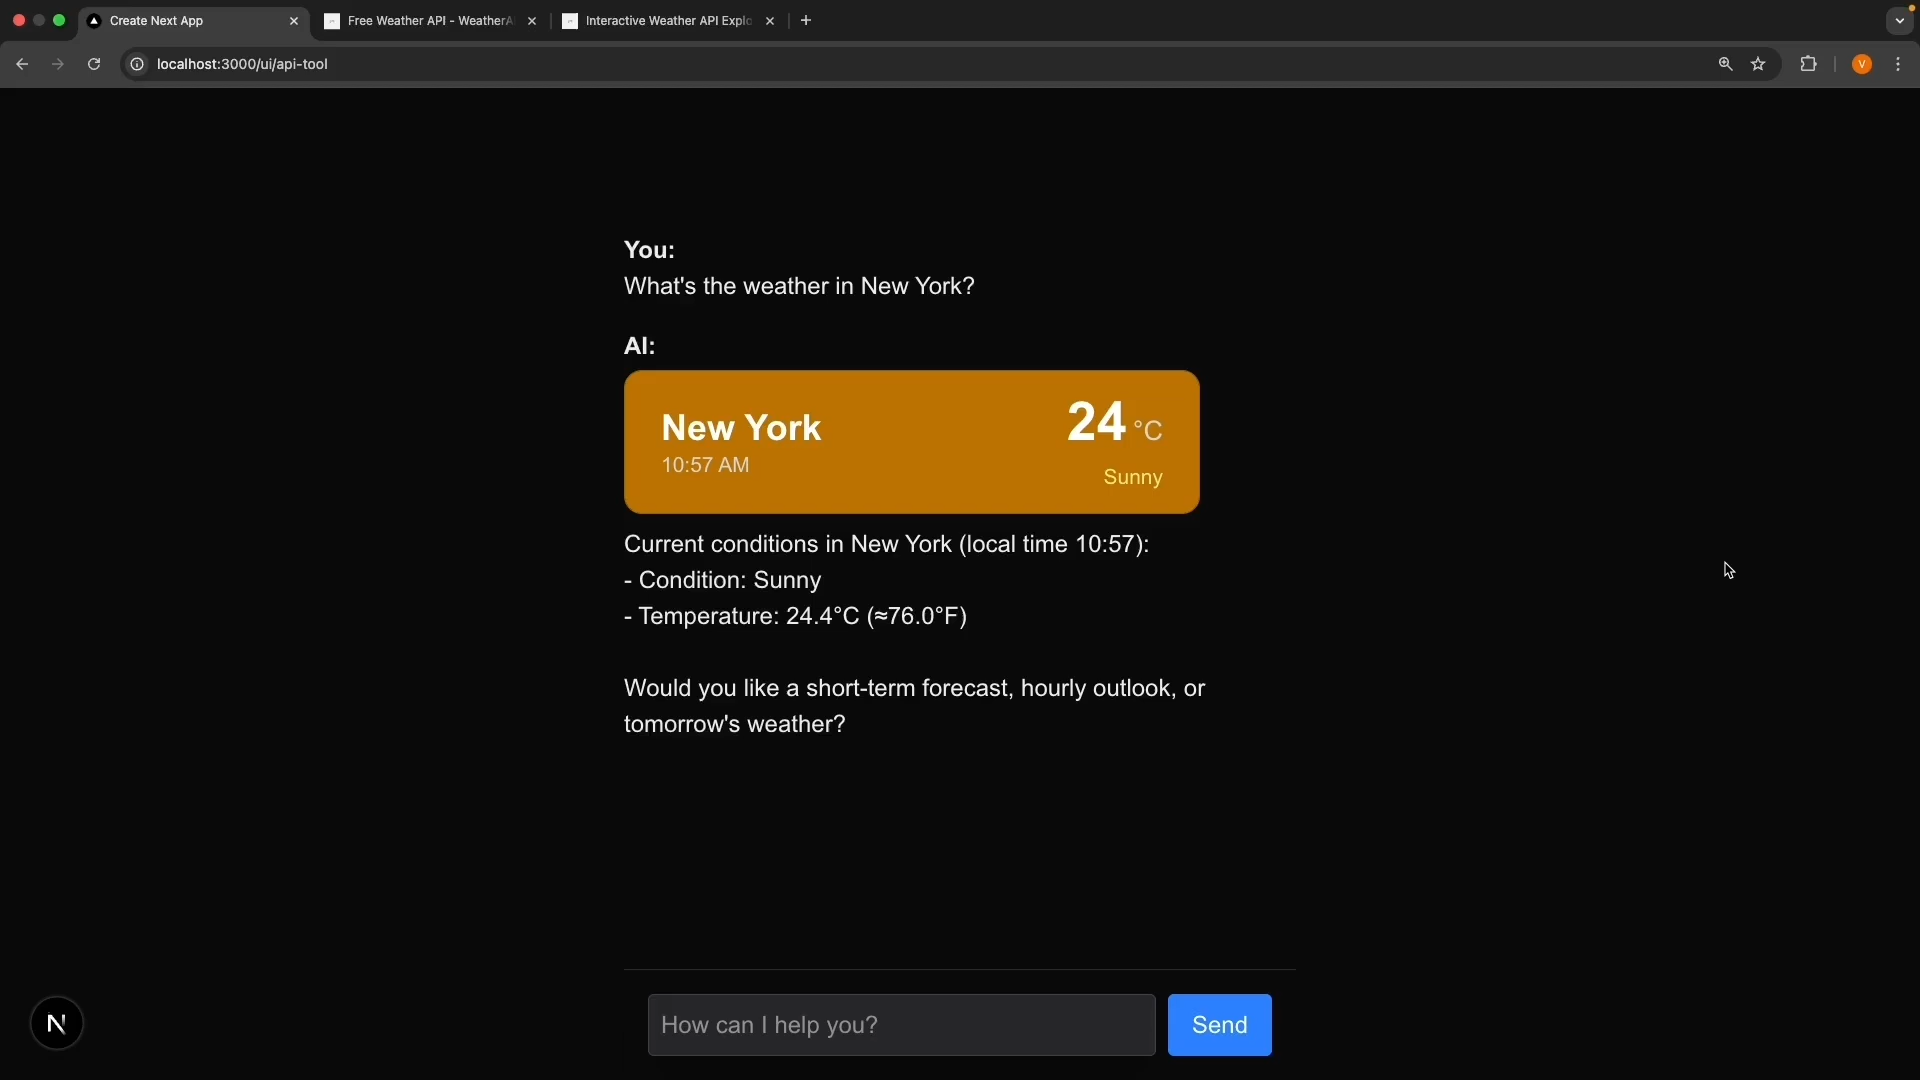 Create Next App
Free Weather API - WeatherA
Interactive Weather API Explo
localhost:3000/ui/api-tool
V
You:
What's the weather in New York?
AI:
New York
24 °C
10:57 AM
Sunny
Current conditions in New York (local time 10:57):
- Condition: Sunny
- Temperature: 24.4°C (≈76.0°F)
Would you like a short-term forecast, hourly outlook, or
tomorrow's weather?
How can I help you?
Send
N